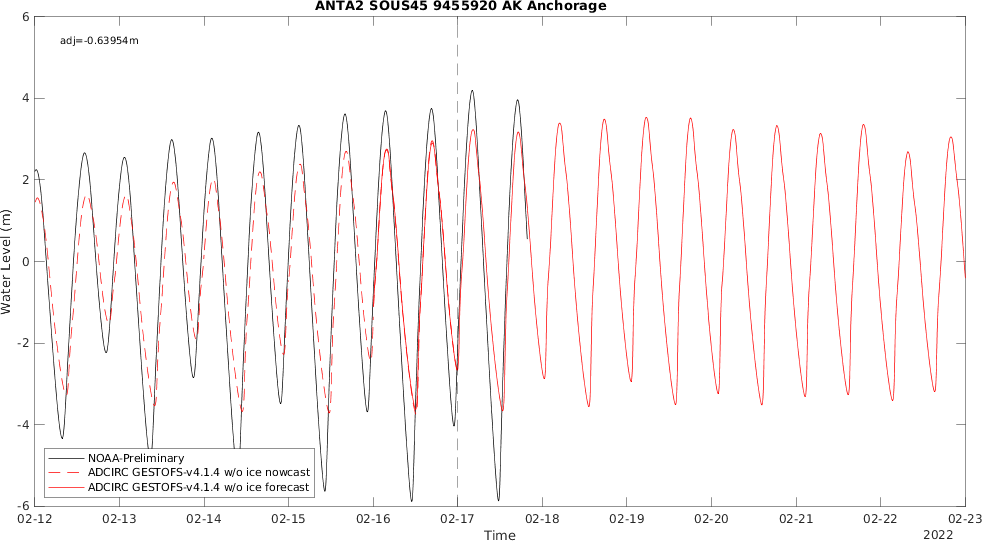 ANTA2 SOUS45 9455920 AK Anchorage
adj=-0.63954m
6
4
2
0
-2
-4
-6
Water Level (m)
NOAA-Preliminary
ADCIRC GESTOFS-v4.1.4 w/o ice nowcast
ADCIRC GESTOFS-v4.1.4 w/o ice forecast
02-12 02-13 02-14 02-15 02-16 02-17 02-18 02-19 02-20 02-21 02-22 02-23
Time
2022